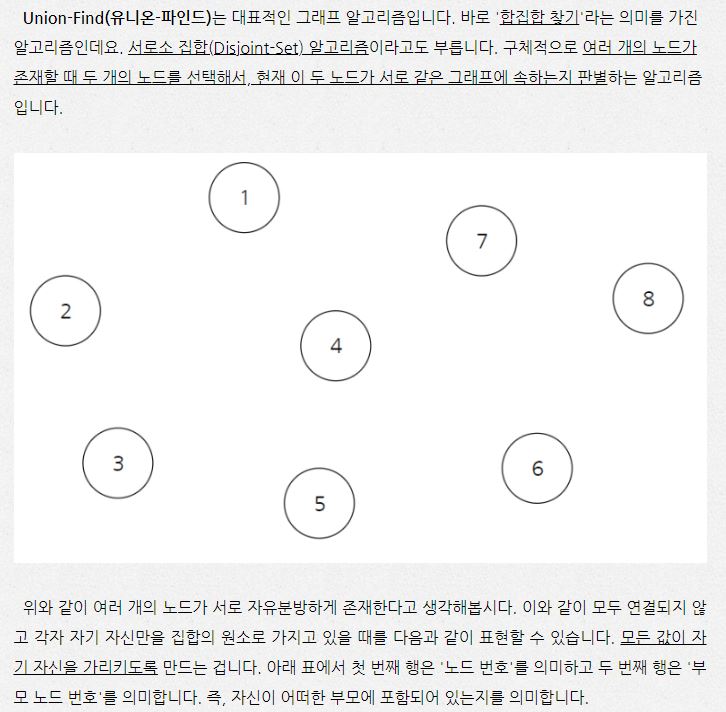 Union-Find(유니온-파인드)는 대표적인 그래프 알고리즘입니다. 바로 '합집합 찾기'라는 의미를 가진
알고리즘인데요. 서로소 집합(Disjoint-Set) 알고리즘이라고도 부릅니다. 구체적으로 여러 개의 노드가
존재할 때 두 개의 노드를 선택해서, 현재 이 두 노드가 서로 같은 그래프에 속하는지 판별하는 알고리즘
입니다.
1
7
8
2
4
3
6
5
위와 같이 여러 개의 노드가 서로 자유분방하게 존재한다고 생각해봅시다. 이와 같이 모두 연결되지 않
고 각자 자기 자신만을 집합의 원소로 가지고 있을 때를 다음과 같이 표현할 수 있습니다. 모든 값이 자
기 자신을 가리키도록 만드는 겁니다. 아래 표에서 첫 번째 행은 '노드 번호'를 의미하고 두 번째 행은 '부
모 노드 번호'를 의미합니다. 즉, 자신이 어떠한 부모에 포함되어 있는지를 의미합니다.